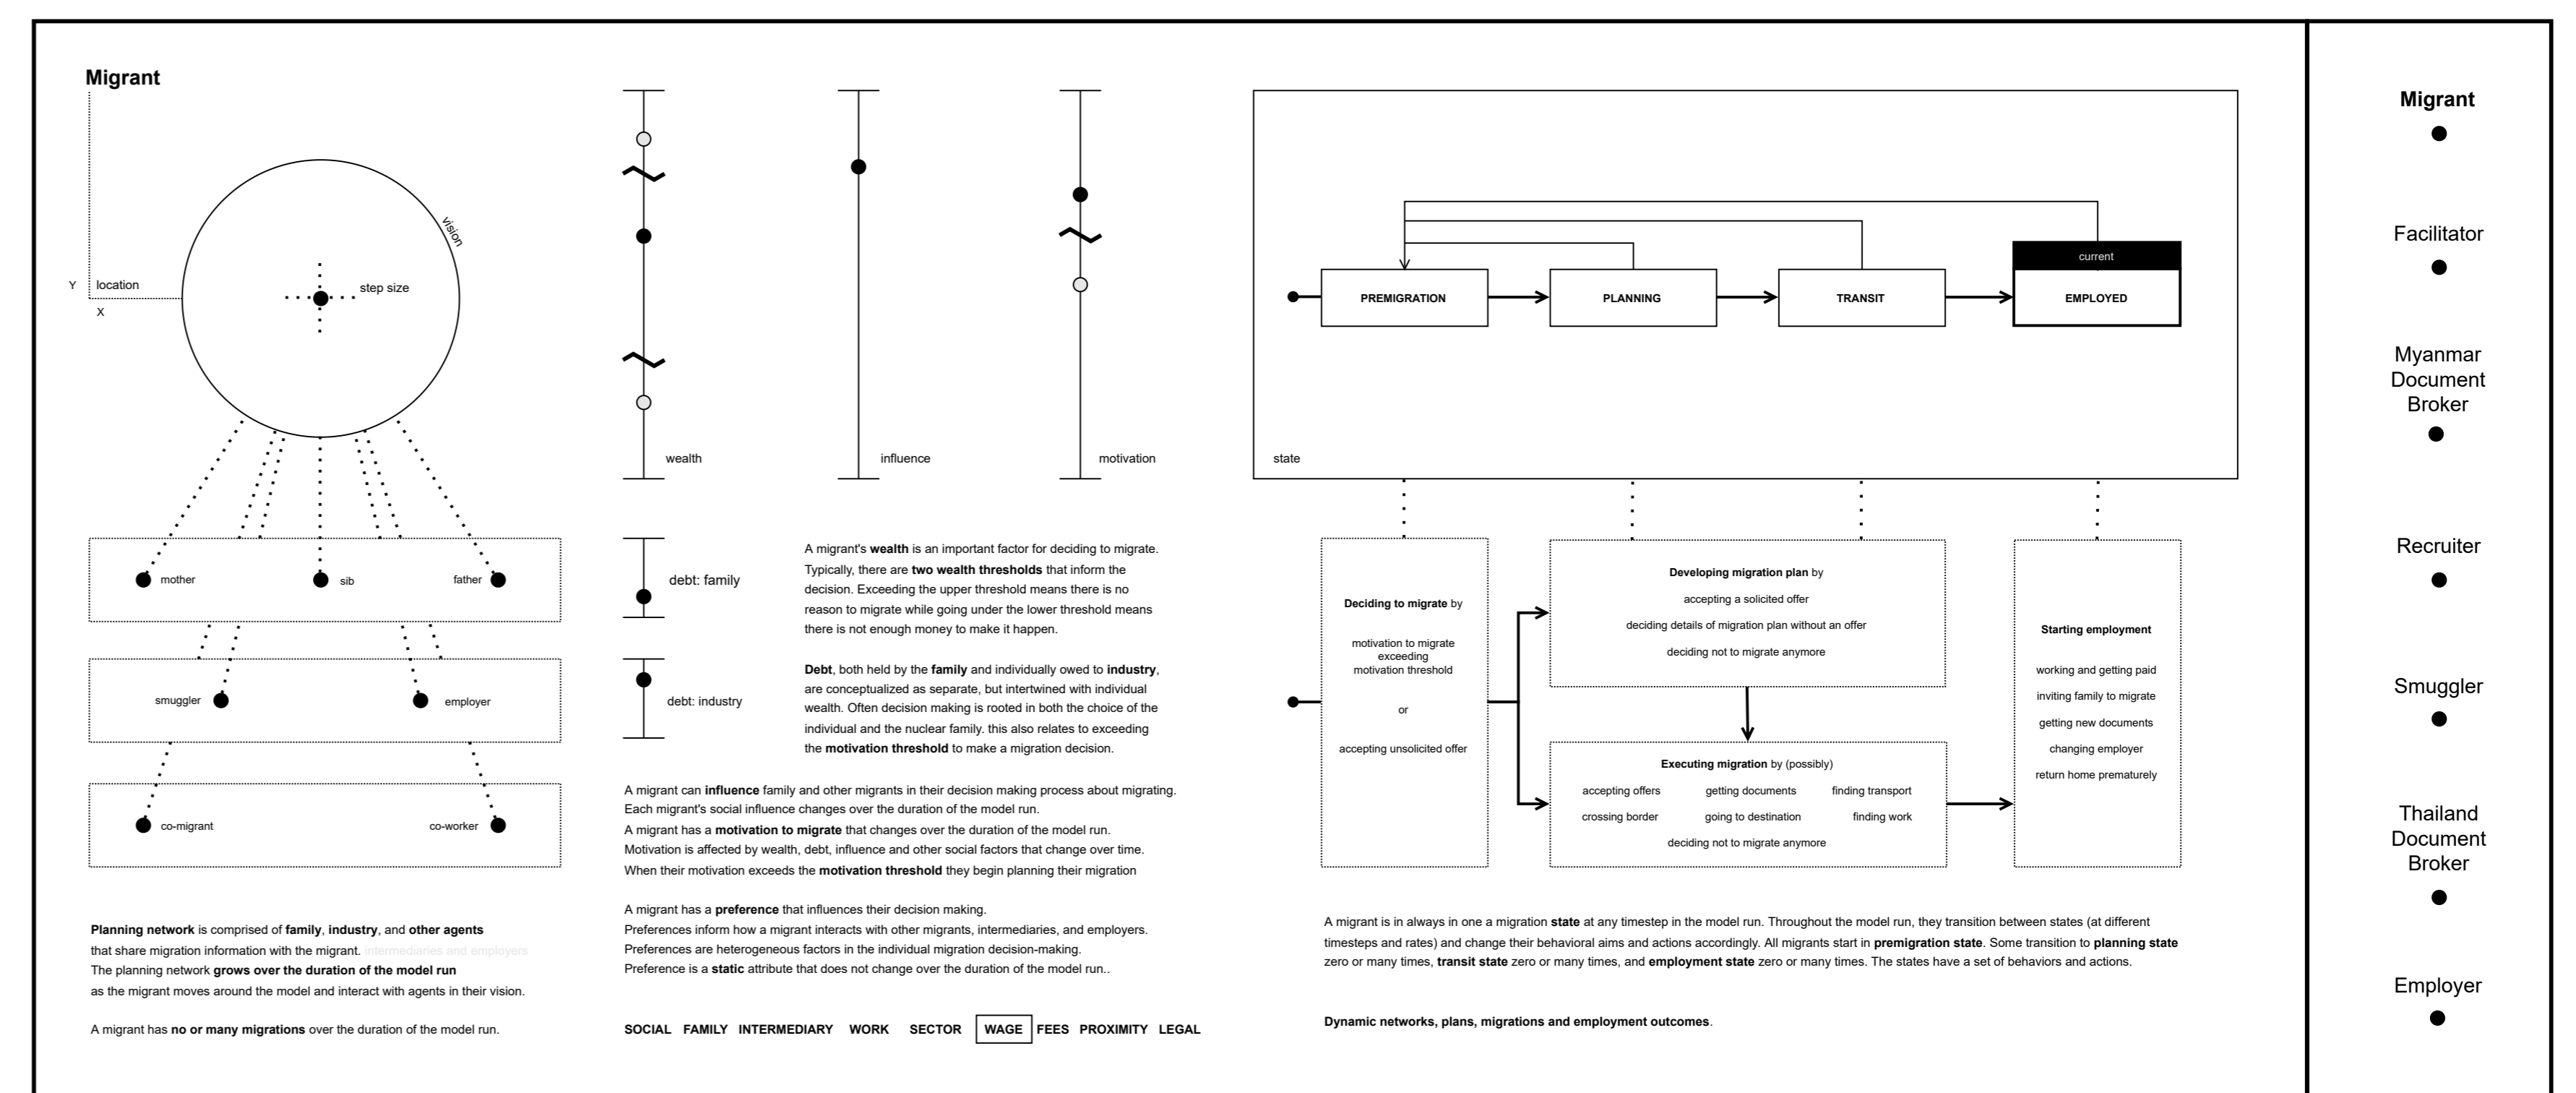 Migrant
vision
step size
Y
location
X
mother
sib
father
smuggler
employer
co-migrant
co-worker
Planning network is comprised of family, industry, and other agents
that share migration information with the migrant. intermediaries and employers
The planning network grows over the duration of the model run
as the migrant moves around the model and interact with agents in their vision.
A migrant has no or many migrations over the duration of the model run.
wealth
influence
motivation
debt: family
debt: industry
A migrant's wealth is an important factor for deciding to migrate.
Typically, there are two wealth thresholds that inform the
decision. Exceeding the upper threshold means there is no
reason to migrate while going under the lower threshold means
there is not enough money to make it happen.
Debt, both held by the family and individually owed to industry,
are conceptualized as separate, but intertwined with individual
wealth. Often decision making is rooted in both the choice of the
individual and the nuclear family. this also relates to exceeding
the motivation threshold to make a migration decision.
A migrant can influence family and other migrants in their decision making process about migrating.
Each migrant's social influence changes over the duration of the model run.
A migrant has a motivation to migrate that changes over the duration of the model run.
Motivation is affected by wealth, debt, influence and other social factors that change over time.
When their motivation exceeds the motivation threshold they begin planning their migration
A migrant has a preference that influences their decision making.
Preferences inform how a migrant interacts with other migrants, intermediaries, and employers.
Preferences are heterogeneous factors in the individual migration decision-making.
Preference is a static attribute that does not change over the duration of the model run..
SOCIAL FAMILY INTERMEDIARY WORK SECTOR WAGE FEES PROXIMITY LEGAL
current
PREMIGRATION
PLANNING
TRANSIT
EMPLOYED
state
Deciding to migrate by
motivation to migrate
exceeding
motivation threshold
or
accepting unsolicited offer
Developing migration plan by
accepting a solicited offer
deciding details of migration plan without an offer
deciding not to migrate anymore
Executing migration by (possibly)
accepting offers getting documents finding transport
crossing border going to destination finding work
deciding not to migrate anymore
Starting employment
working and getting paid
inviting family to migrate
getting new documents
changing employer
return home prematurely
A migrant is in always in one a migration state at any timestep in the model run. Throughout the model run, they transition between states (at different
timesteps and rates) and change their behavioral aims and actions accordingly. All migrants start in premigration state. Some transition to planning state
zero or many times, transit state zero or many times, and employment state zero or many times. The states have a set of behaviors and actions.
Dynamic networks, plans, migrations and employment outcomes.
Migrant
Facilitator
Myanmar
Document
Broker
Recruiter
Smuggler
Thailand
Document
Broker
Employer